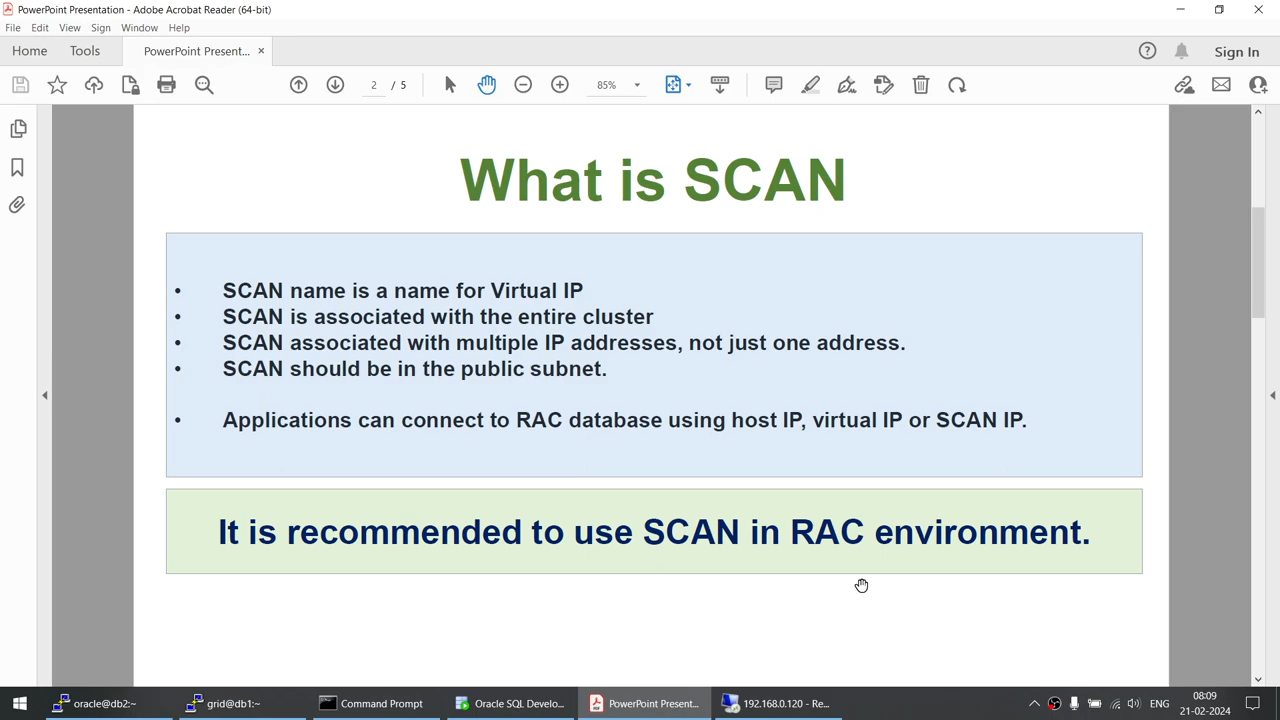 PowerPoint Presentation - Adobe Acrobat Reader (64-bit)
File Edit View Sign Window Help
Home Tools PowerPoint Present... × Sign In
2 / 5 85%
What is SCAN
• SCAN name is a name for Virtual IP
• SCAN is associated with the entire cluster
• SCAN associated with multiple IP addresses, not just one address.
• SCAN should be in the public subnet.
• Applications can connect to RAC database using host IP, virtual IP or SCAN IP.
It is recommended to use SCAN in RAC environment.
oracle@db2:~ grid@db1:~ Command Prompt Oracle SQL Develo... PowerPoint Present... 192.168.0.120 - Re... ENG 08:09
21-02-2024